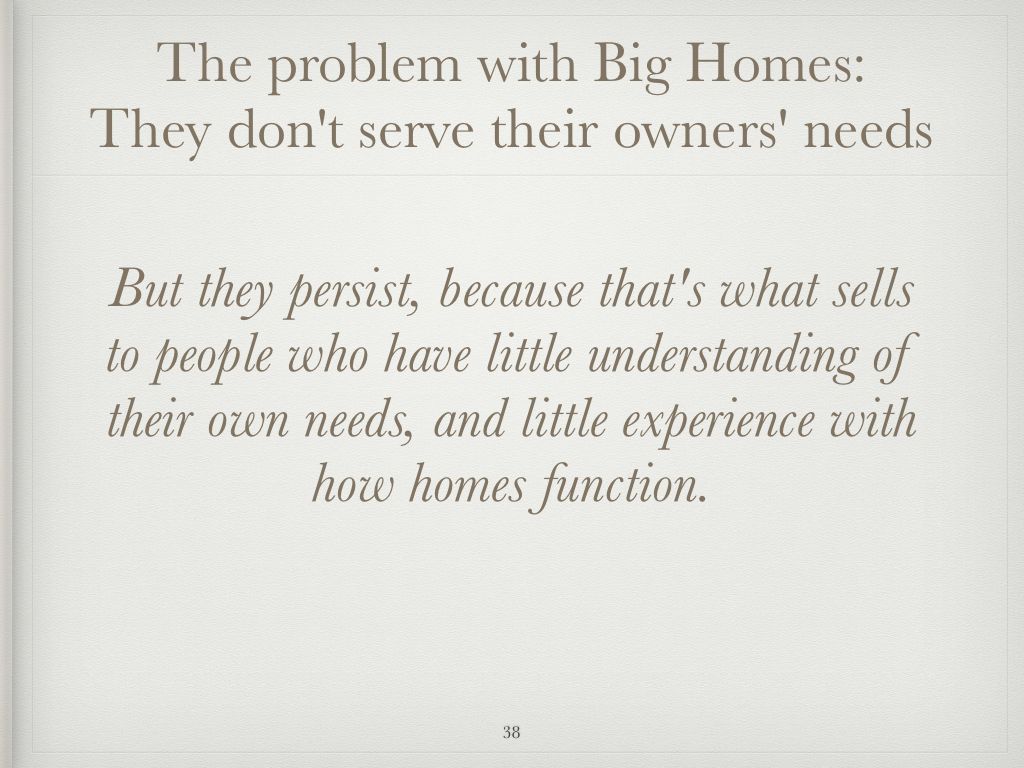 The problem with Big Homes:
They don't serve their owners' needs
But they persist, because that's what sells
to people who have little understanding of
their own needs, and little experience with
how homes function.
38